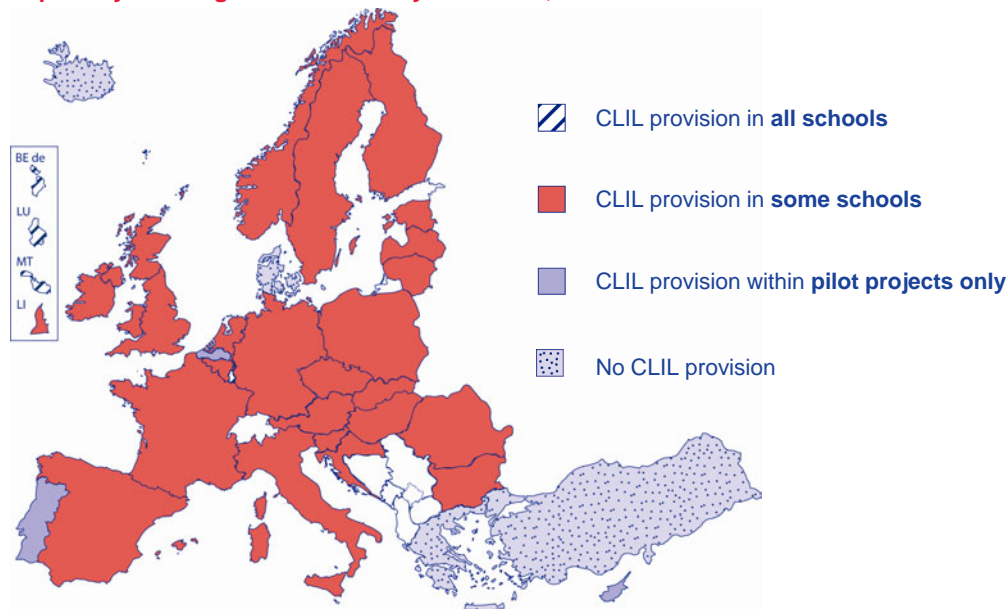 CLIL provision in all schools
BE de
LU
CLIL provision in some schools
MT
CLIL provision within pilot projects only
LI
No CLIL provision